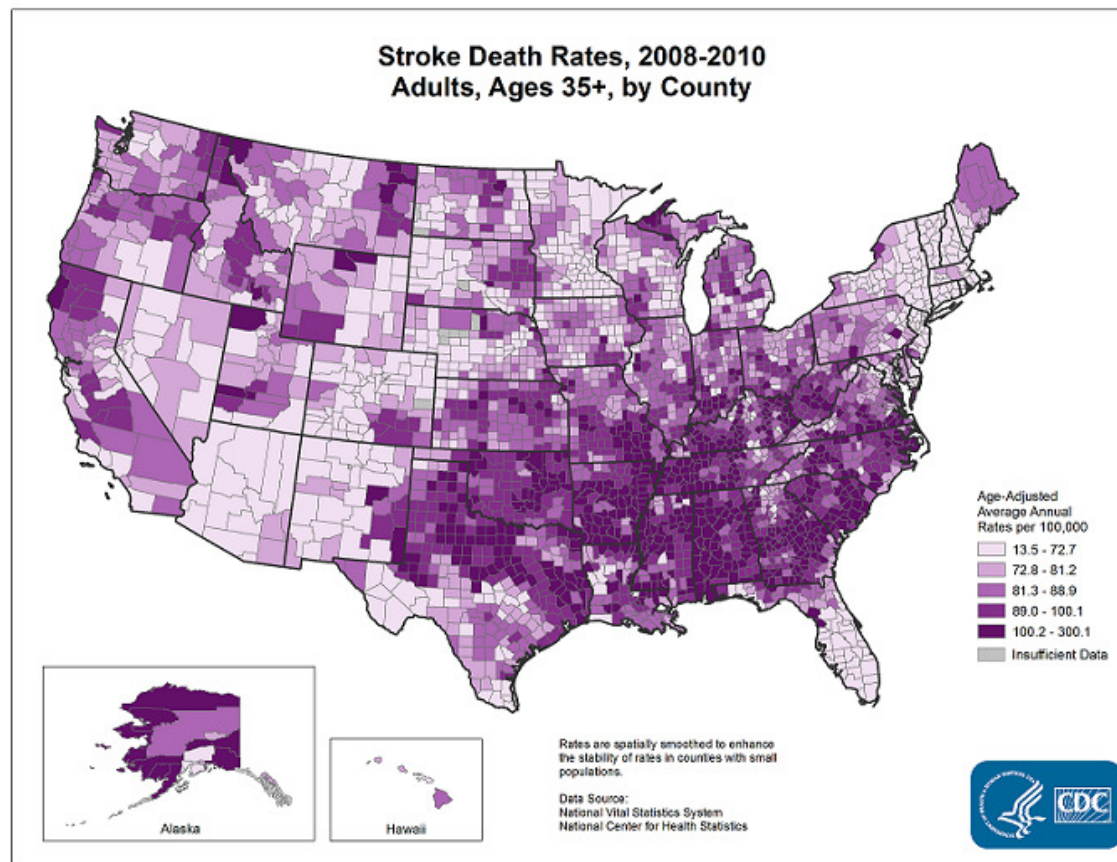 Stroke Death Rates, 2008-2010
Adults, Ages 35+, by County
Age-Adjusted
Average Annual
Rates per 100,000
13.5 - 72.7
72.8 - 81.2
81.3 - 88.9
89.0 - 100.1
100.2 - 300.1
Insufficient Data
Alaska
Hawaii
Rates are spatially smoothed to enhance
the stability of rates in counties with small
populations.
Data Source:
National Vital Statistics System
National Center for Health Statistics
CDC